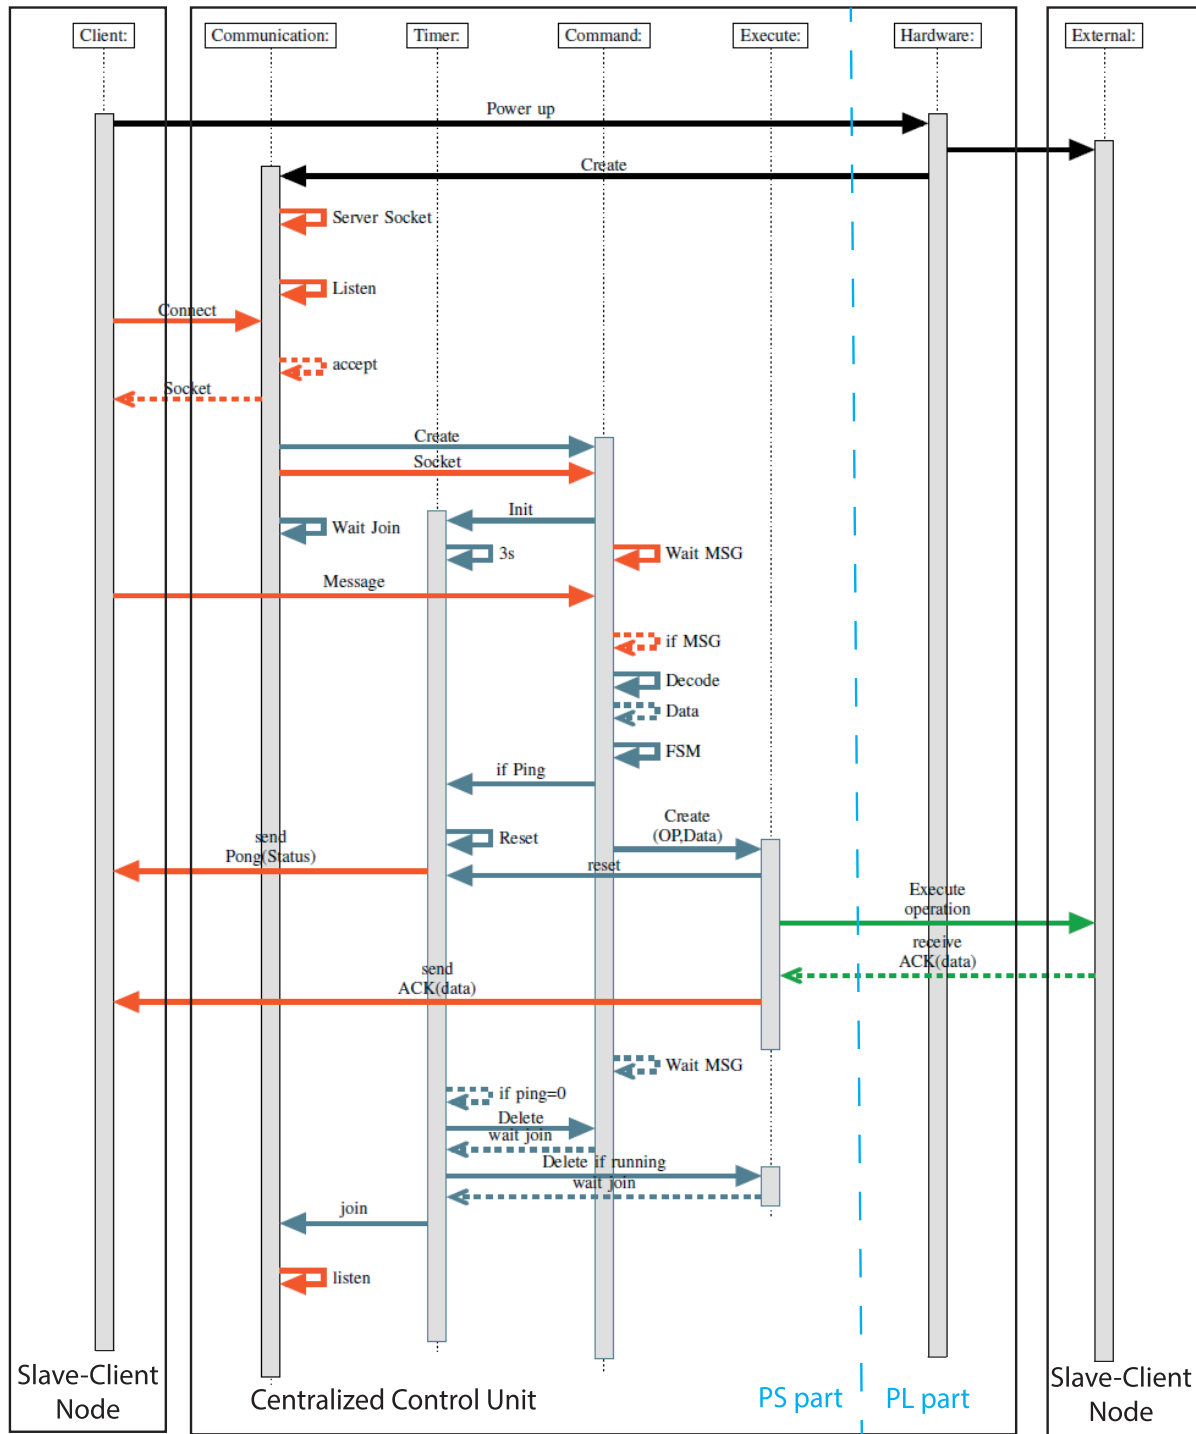 Client:
Communication:
Timer:
Command:
Execute:
Hardware:
External:
Power up
Create
Server Socket
Listen
Connect
accept
Socket
Create
Socket
Init
Wait Join
3s
Wait MSG
Message
if MSG
Decode
Data
FSM
if Ping
Create
(OP,Data)
Reset
send
Pong(Status)
reset
Execute
operation
receive
ACK(data)
send
ACK(data)
Wait MSG
if ping=0
Delete
wait join
Delete if running
wait join
join
listen
Slave-Client
Node
Centralized Control Unit
PS part
PL part
Slave-Client
Node